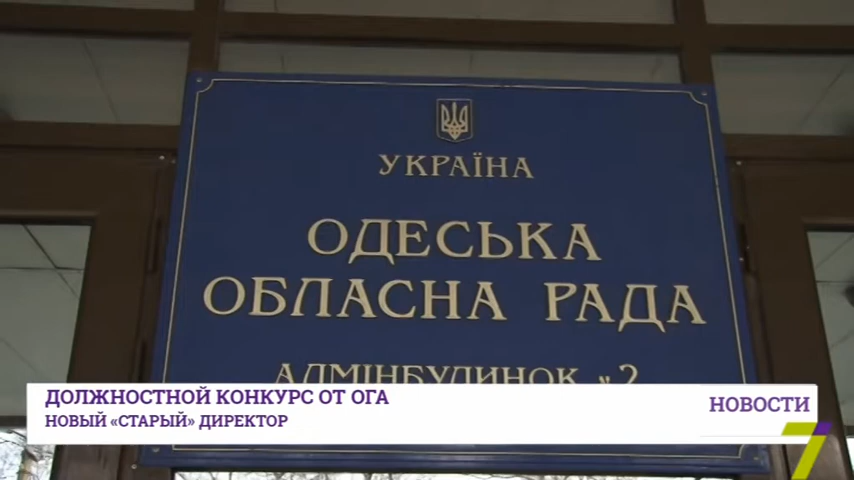 УКРАЇНА
ОДЕСЬКА
ОБЛАСНА РАДА
АДМІНБУДИНОК № 2
ДОЛЖНОСТНОЙ КОНКУРС ОТ ОГА
НОВЫЙ «СТАРЫЙ» ДИРЕКТОР
НОВОСТИ
7